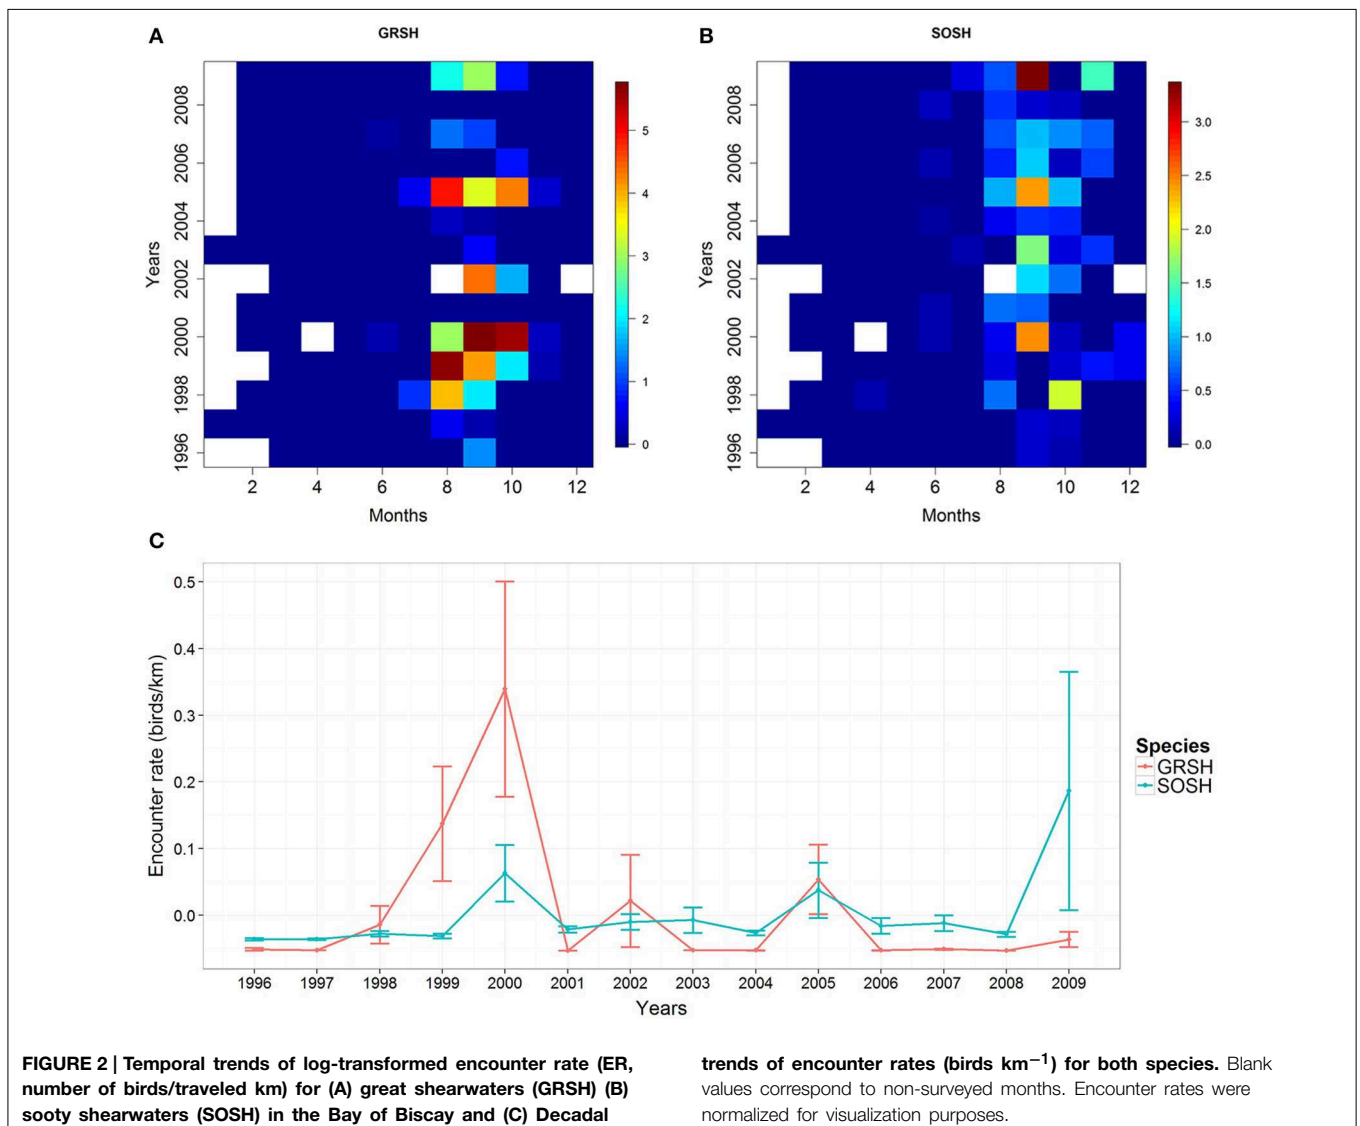 A
GRSH
B
SOSH
Years
2008
2006
2004
2002
2000
1998
1996
5
4
3
2
1
0
2 4 6 8 10 12
Months
Years
2008
2006
2004
2002
2000
1998
1996
3.0
2.5
2.0
1.5
1.0
0.5
0.0
2 4 6 8 10 12
Months
C
Encounter rate (birds/km)
0.5
0.4
0.3
0.2
0.1
0.0
1996 1997 1998 1999 2000 2001 2002 2003 2004 2005 2006 2007 2008 2009
Years
Species
GRSH
SOSH
FIGURE 2 | Temporal trends of log-transformed encounter rate (ER,
number of birds/traveled km) for (A) great shearwaters (GRSH) (B)
sooty shearwaters (SOSH) in the Bay of Biscay and (C) Decadal
trends of encounter rates (birds km−1) for both species. Blank
values correspond to non-surveyed months. Encounter rates were
normalized for visualization purposes.